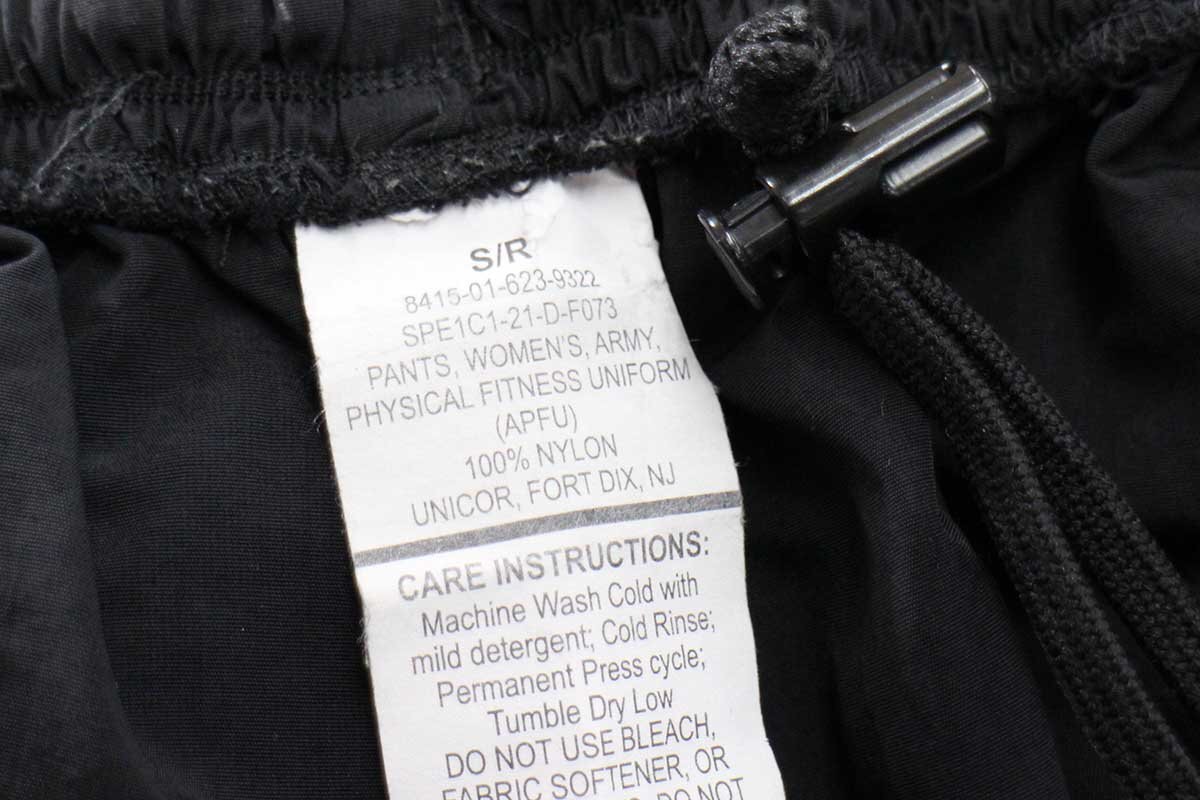 S/R
8415-01-623-9322
SPE1C1-21-D-F073
PANTS, WOMEN'S, ARMY,
PHYSICAL FITNESS UNIFORM
(APFU)
100% NYLON
UNICOR, FORT DIX, NJ
CARE INSTRUCTIONS:
Machine Wash Cold with
mild detergent; Cold Rinse;
Permanent Press cycle;
Tumble Dry Low
DO NOT USE BLEACH,
FABRIC SOFTENER, OR
DO NOT